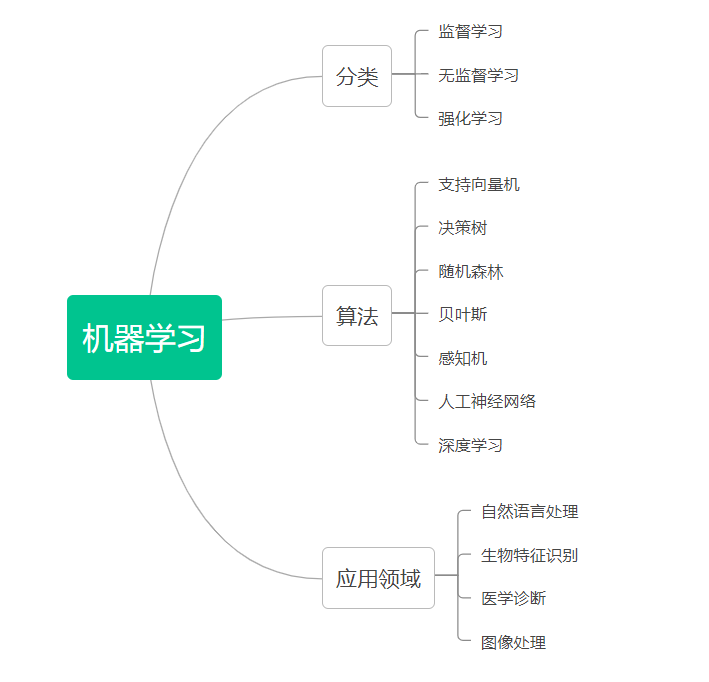 机器学习
分类
监督学习
无监督学习
强化学习
算法
支持向量机
决策树
随机森林
贝叶斯
感知机
人工神经网络
深度学习
应用领域
自然语言处理
生物特征识别
医学诊断
图像处理